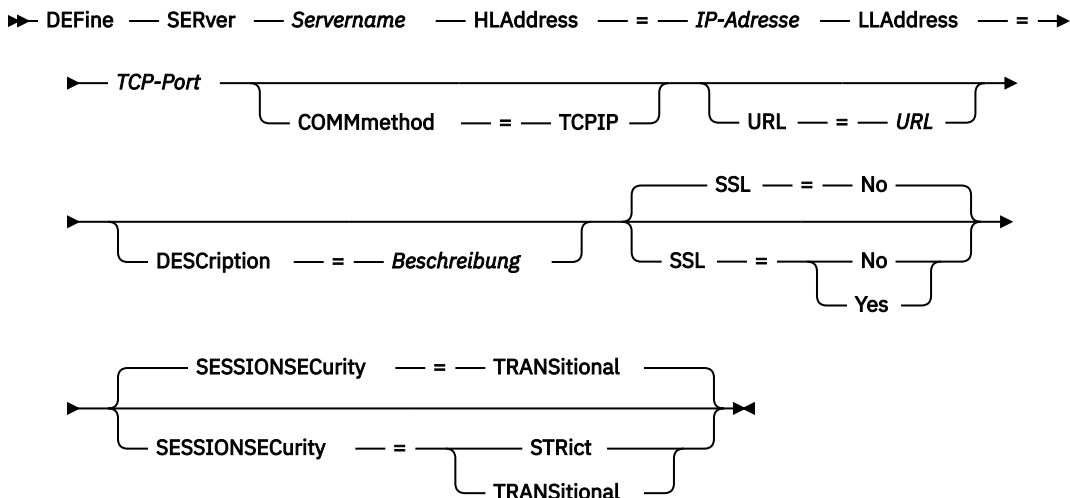 DEFine SERver Servername HLAddress = IP-Adresse LLAddress =
TCP-Port
COMMmethod = TCPIP URL = URL
SSL = No
DESCription = Beschreibung SSL = No
Yes
SESSIONSECurity = TRANSitional
SESSIONSECurity = STRict
TRANSitional